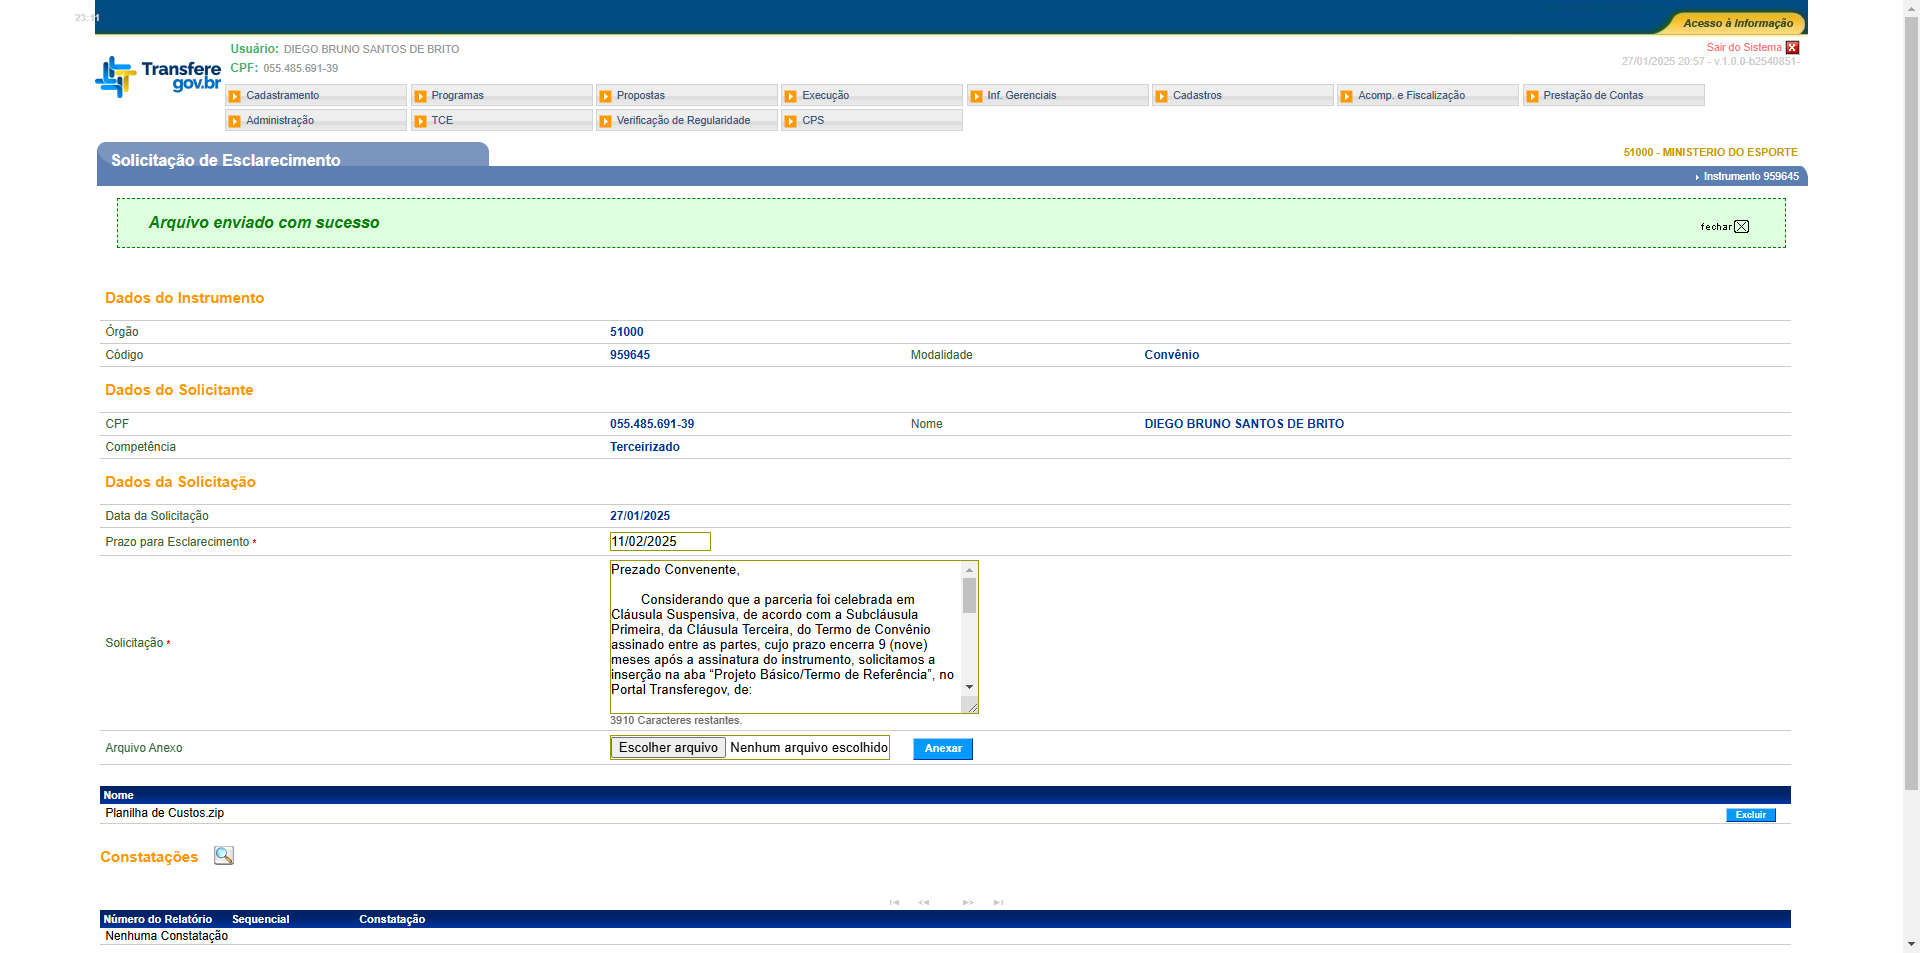 23:11
Acesso à Informação
Transfere
gov.br
Usuário: DIEGO BRUNO SANTOS DE BRITO
CPF: 055.485.691-39
Sair do Sistema
27/01/2025 20:57 - v.1.0.0-b2540851-
Cadastramento
Programas
Propostas
Execução
Inf. Gerenciais
Cadastros
Acomp. e Fiscalização
Prestação de Contas
Administração
TCE
Verificação de Regularidade
CPS
Solicitação de Esclarecimento
51000 - MINISTERIO DO ESPORTE
Instrumento 959645
Arquivo enviado com sucesso
fechar
Dados do Instrumento
Órgão 51000
Código 959645 Modalidade Convênio
Dados do Solicitante
CPF 055.485.691-39 Nome DIEGO BRUNO SANTOS DE BRITO
Competência Terceirizado
Dados da Solicitação
Data da Solicitação 27/01/2025
Prazo para Esclarecimento * 11/02/2025
Solicitação *
Prezado Convenente,
Considerando que a parceria foi celebrada em
Cláusula Suspensiva, de acordo com a Subcláusula
Primeira, da Cláusula Terceira, do Termo de Convênio
assinado entre as partes, cujo prazo encerra 9 (nove)
meses após a assinatura do instrumento, solicitamos a
inserção na aba “Projeto Básico/Termo de Referência”, no
Portal Transferegov, de:
3910 Caracteres restantes.
Arquivo Anexo Escolher arquivo Nenhum arquivo escolhido Anexar
Nome
Planilha de Custos.zip Excluir
Constatações
Número do Relatório Sequencial Constatação
Nenhuma Constatação